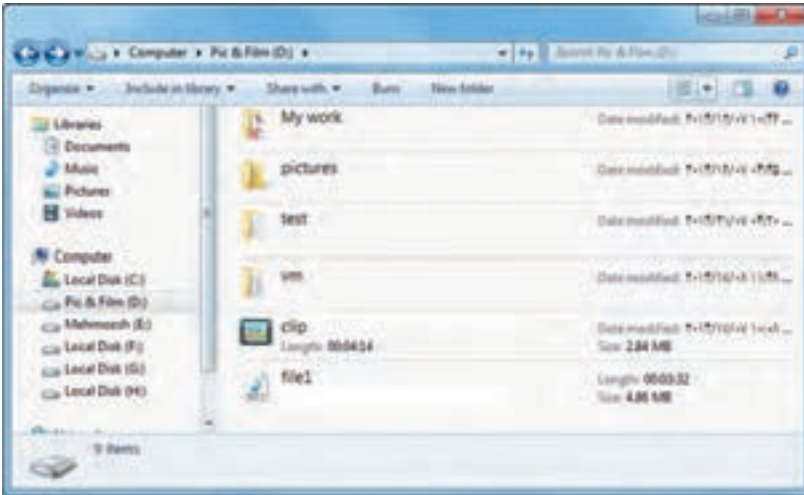 Computer Pic & Film (D:)
Search Pic & Film (D:)
Organize Include in library Share with Burn New folder
Libraries
Documents
Music
Pictures
Videos
Computer
Local Disk (C:)
Pic & Film (D:)
Local Disk (F:)
Local Disk (G:)
Local Disk (H:)
My work
Date modified:
pictures
Date modified:
test
Date modified:
vm
Date modified:
clip
Length: 00:04:14
Date modified:
Size: 2.84 MB
file1
Length: 00:03:32
Size: 4.86 MB
9 items